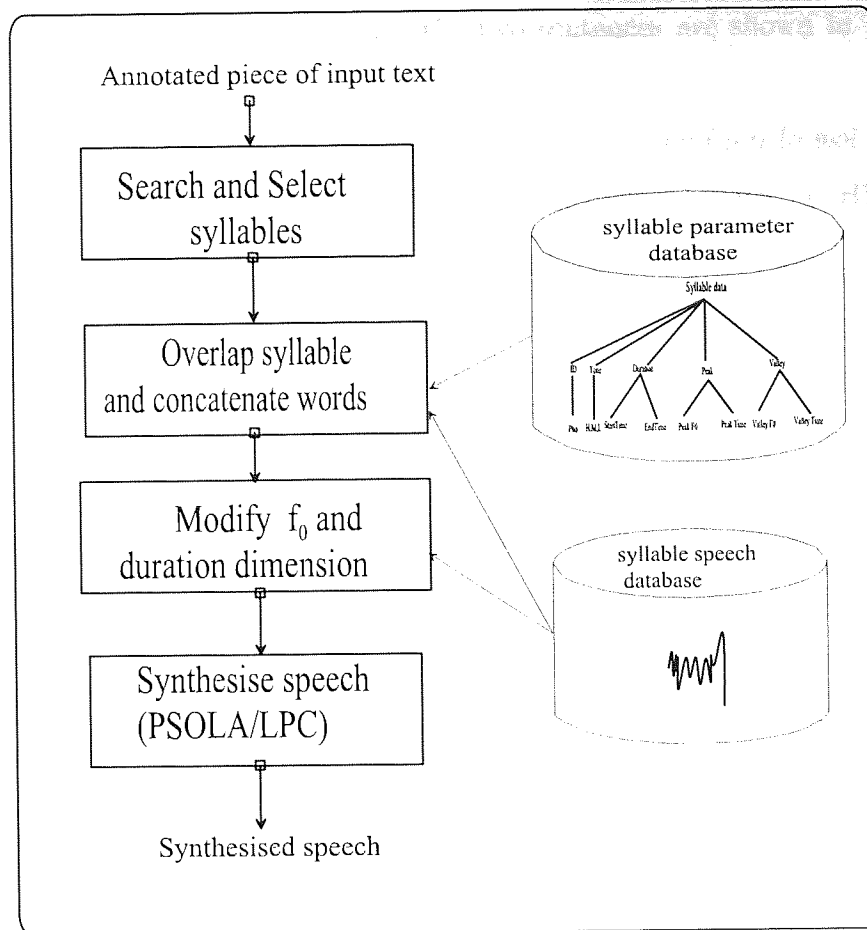 Annotated piece of input text
Search and Select
syllables
Overlap syllable
and concatenate words
Modify f₀ and
duration dimension
Synthesise speech
(PSOLA/LPC)
Synthesised speech
syllable parameter
database
Syllable data
ID Tone Duration Peak Valley
H,M,L StartTime EndTime Peak F0 Peak Time Valley F0 Valley Time
syllable speech
database